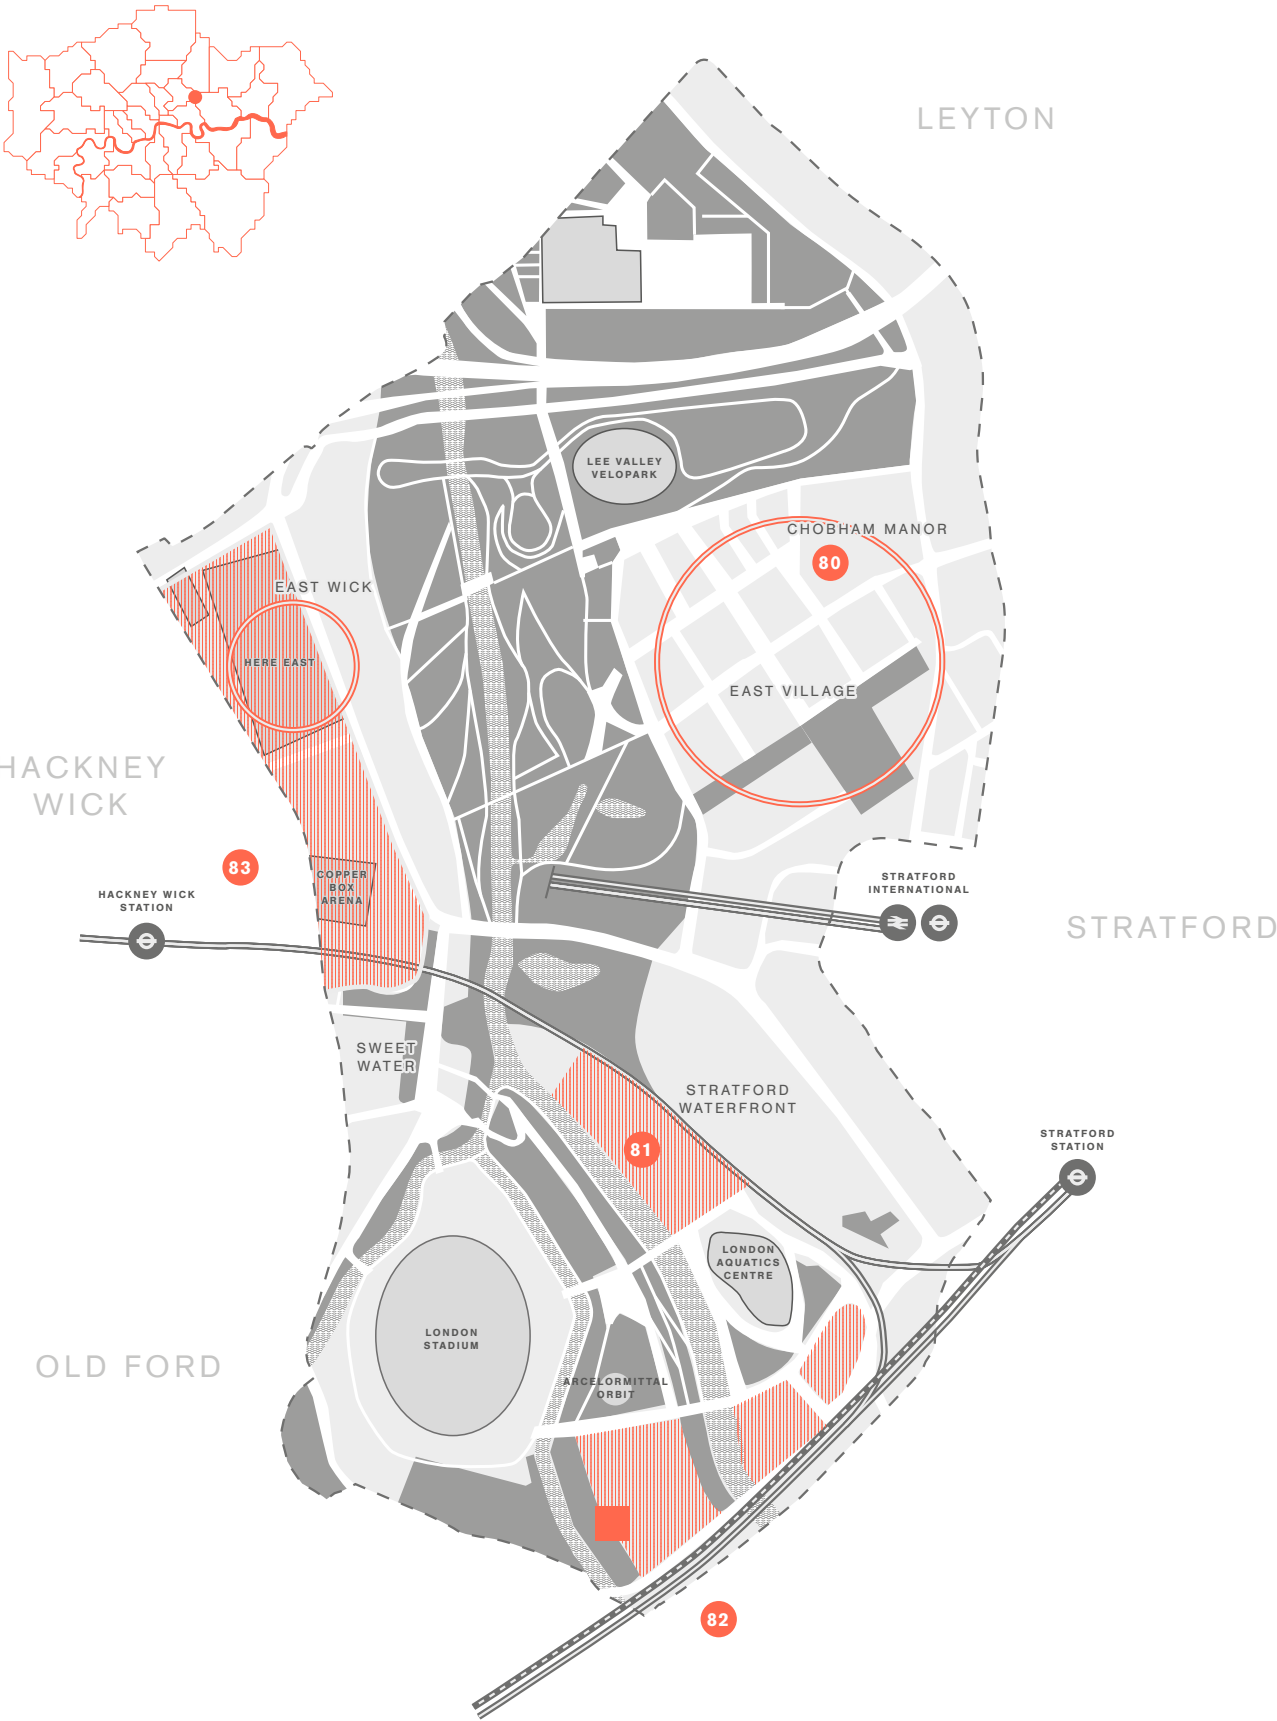 LEYTON
LEE VALLEY
VELOPARK
CHOBHAM MANOR
80
EAST WICK
HERE EAST
EAST VILLAGE
HACKNEY
WICK
83
COPPER
BOX
ARENA
HACKNEY WICK
STATION
STRATFORD
INTERNATIONAL
STRATFORD
SWEET
WATER
STRATFORD
WATERFRONT
81
STRATFORD
STATION
LONDON
AQUATICS
CENTRE
LONDON
STADIUM
OLD FORD
ARCELORMITTAL
ORBIT
82